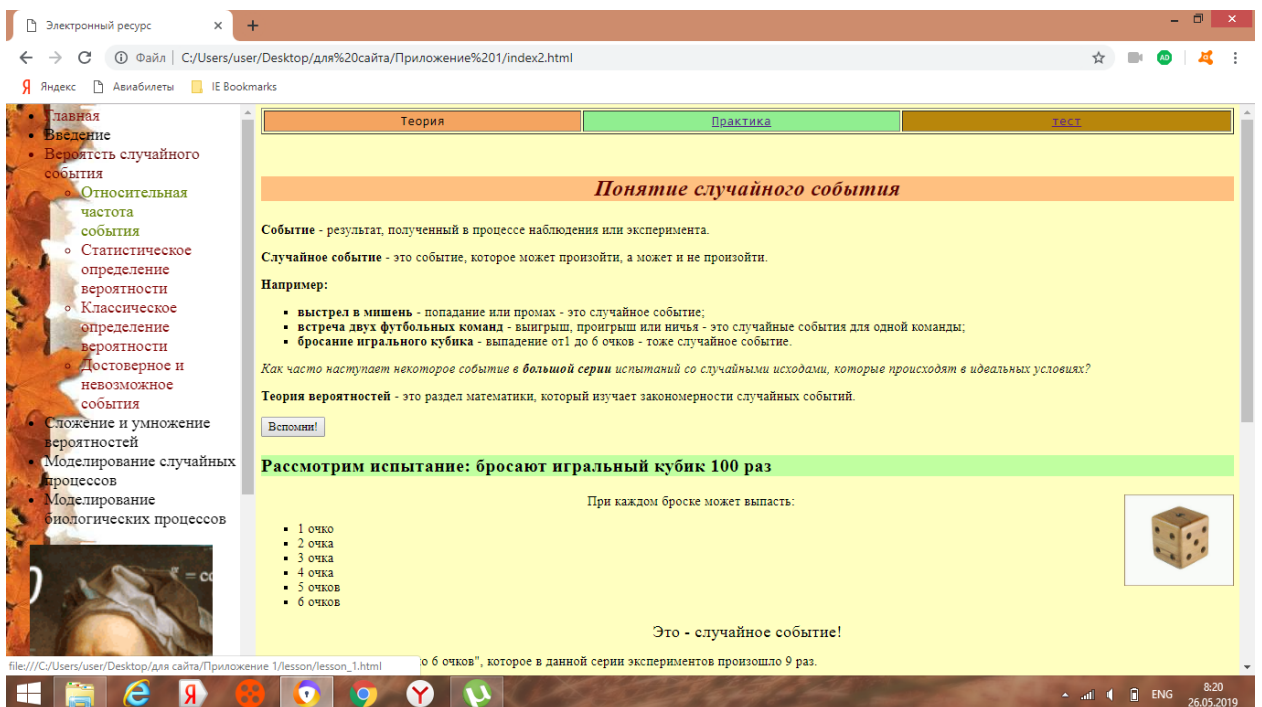 Электронный ресурс
Файл | C:/Users/user/Desktop/для%20сайта/Приложение%201/index2.html
Яндекс Авиабилеты IE Bookmarks
Главная
Введение
Вероятсть случайного
события
Относительная
частота
события
Статистическое
определение
вероятности
Классическое
определение
вероятности
Достоверное и
невозможное
события
Сложение и умножение
вероятностей
Моделирование случайных
процессов
Моделирование
биологических процессов
Теория Практика тест
Понятие случайного события
Событие - результат, полученный в процессе наблюдения или эксперимента.
Случайное событие - это событие, которое может произойти, а может и не произойти.
Например:
выстрел в мишень - попадание или промах - это случайное событие;
встреча двух футбольных команд - выигрыш, проигрыш или ничья - это случайные события для одной команды;
бросание игрального кубика - выпадение от1 до 6 очков - тоже случайное событие.
Как часто наступает некоторое событие в большой серии испытаний со случайными исходами, которые происходят в идеальных условиях?
Теория вероятностей - это раздел математики, который изучает закономерности случайных событий.
Вспомни!
Рассмотрим испытание: бросают игральный кубик 100 раз
При каждом броске может выпасть:
1 очко
2 очка
3 очка
4 очка
5 очков
6 очков
Это - случайное событие!
о 6 очков", которое в данной серии экспериментов произошло 9 раз.
file:///C:/Users/user/Desktop/для сайта/Приложение 1/lesson/lesson_1.html
ENG 8:20
26.05.2019